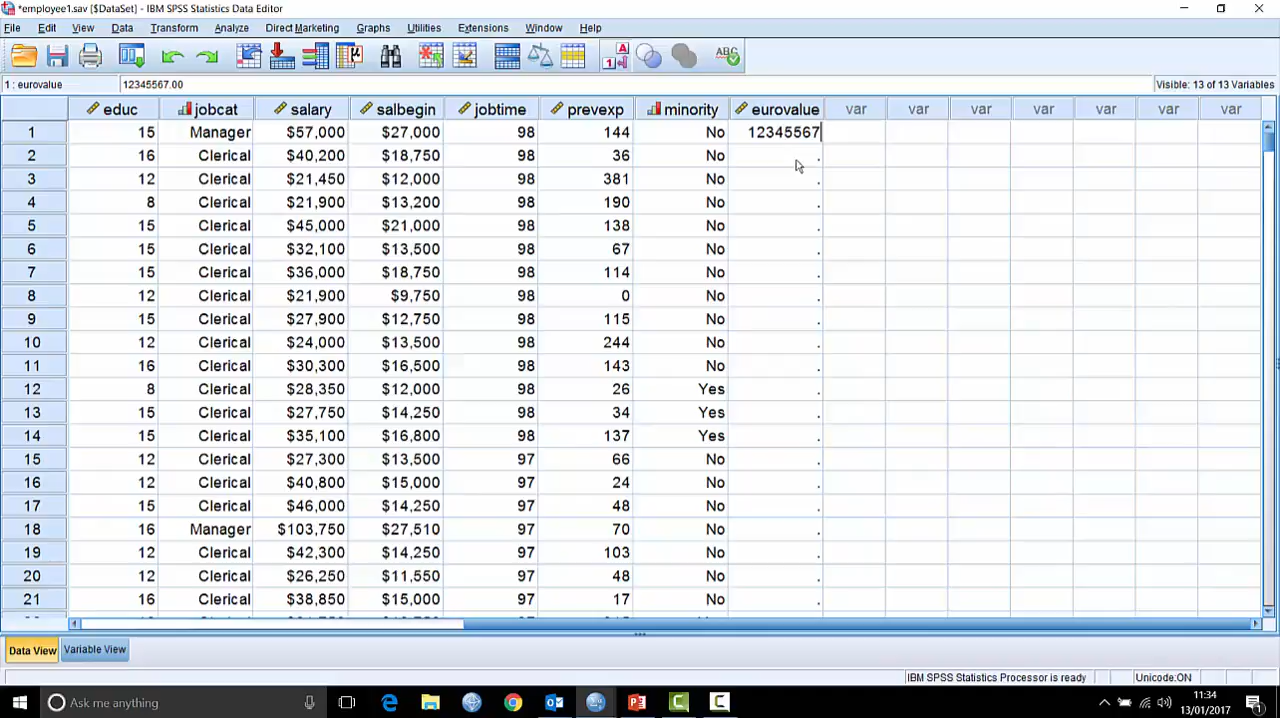 *employee1.sav [$DataSet] - IBM SPSS Statistics Data Editor
File Edit View Data Transform Analyze Direct Marketing Graphs Utilities Extensions Window Help
1 : eurovalue 12345567.00 Visible: 13 of 13 Variables
educ jobcat salary salbegin jobtime prevexp minority eurovalue var var var var var var var
1 15 Manager $57,000 $27,000 98 144 No 12345567
2 16 Clerical $40,200 $18,750 98 36 No .
3 12 Clerical $21,450 $12,000 98 381 No .
4 8 Clerical $21,900 $13,200 98 190 No .
5 15 Clerical $45,000 $21,000 98 138 No .
6 15 Clerical $32,100 $13,500 98 67 No .
7 15 Clerical $36,000 $18,750 98 114 No .
8 12 Clerical $21,900 $9,750 98 0 No .
9 15 Clerical $27,900 $12,750 98 115 No .
10 12 Clerical $24,000 $13,500 98 244 No .
11 16 Clerical $30,300 $16,500 98 143 No .
12 8 Clerical $28,350 $12,000 98 26 Yes .
13 15 Clerical $27,750 $14,250 98 34 Yes .
14 15 Clerical $35,100 $16,800 98 137 Yes .
15 12 Clerical $27,300 $13,500 97 66 No .
16 12 Clerical $40,800 $15,000 97 24 No .
17 15 Clerical $46,000 $14,250 97 48 No .
18 16 Manager $103,750 $27,510 97 70 No .
19 12 Clerical $42,300 $14,250 97 103 No .
20 12 Clerical $26,250 $11,550 97 48 No .
21 16 Clerical $38,850 $15,000 97 17 No .
Data View Variable View
IBM SPSS Statistics Processor is ready Unicode:ON
Ask me anything 11:34
13/01/2017